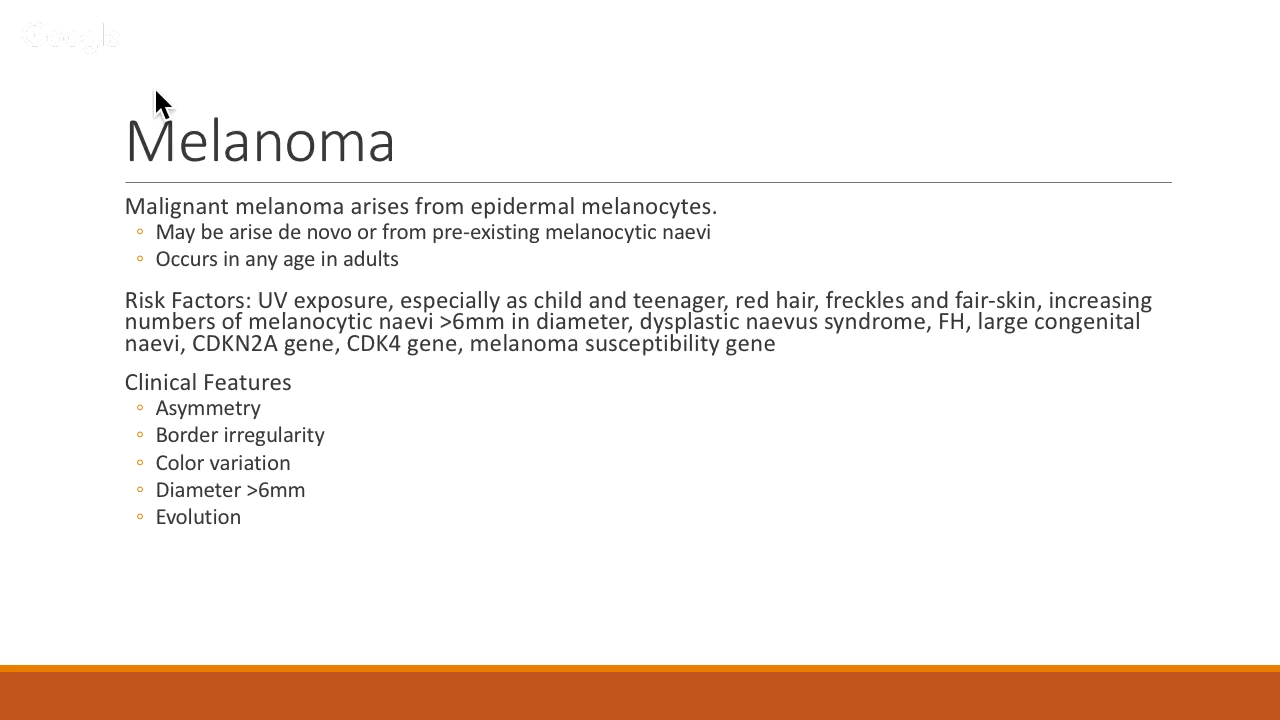 Google
Melanoma
Malignant melanoma arises from epidermal melanocytes.
◦ May be arise de novo or from pre-existing melanocytic naevi
◦ Occurs in any age in adults
Risk Factors: UV exposure, especially as child and teenager, red hair, freckles and fair-skin, increasing
numbers of melanocytic naevi >6mm in diameter, dysplastic naevus syndrome, FH, large congenital
naevi, CDKN2A gene, CDK4 gene, melanoma susceptibility gene
Clinical Features
◦ Asymmetry
◦ Border irregularity
◦ Color variation
◦ Diameter >6mm
◦ Evolution